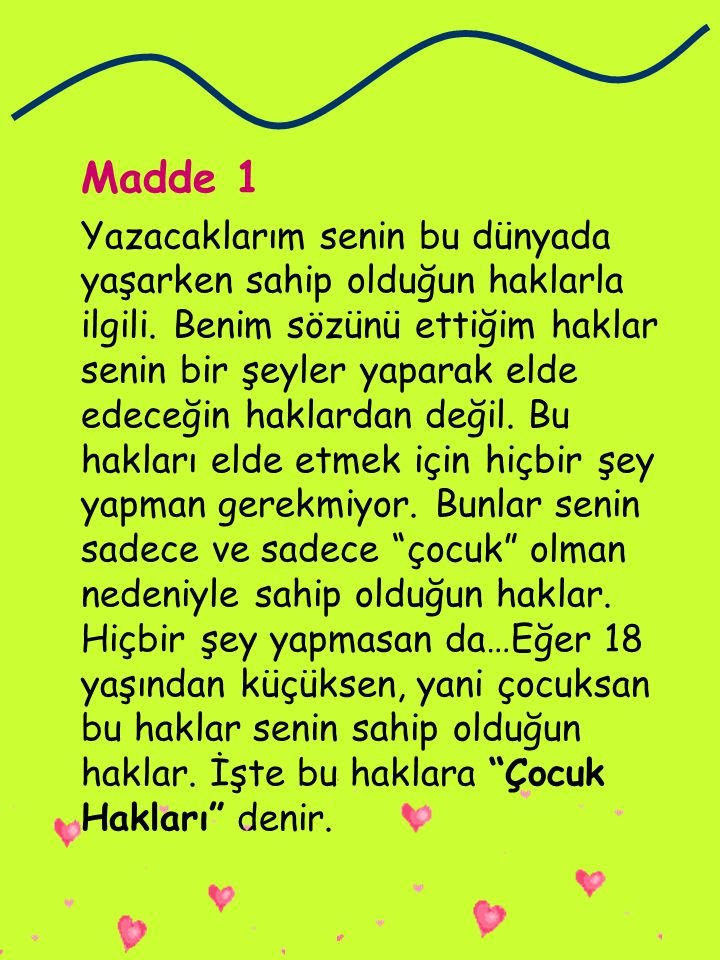 Madde 1
Yazacaklarım senin bu dünyada
yaşarken sahip olduğun haklarla
ilgili. Benim sözünü ettiğim haklar
senin bir şeyler yaparak elde
edeceğin haklardan değil. Bu
hakları elde etmek için hiçbir şey
yapman gerekmiyor. Bunlar senin
sadece ve sadece “çocuk” olman
nedeniyle sahip olduğun haklar.
Hiçbir şey yapmasan da…Eğer 18
yaşından küçüksen, yani çocuksan
bu haklar senin sahip olduğun
haklar. İşte bu haklara “Çocuk
Hakları” denir.